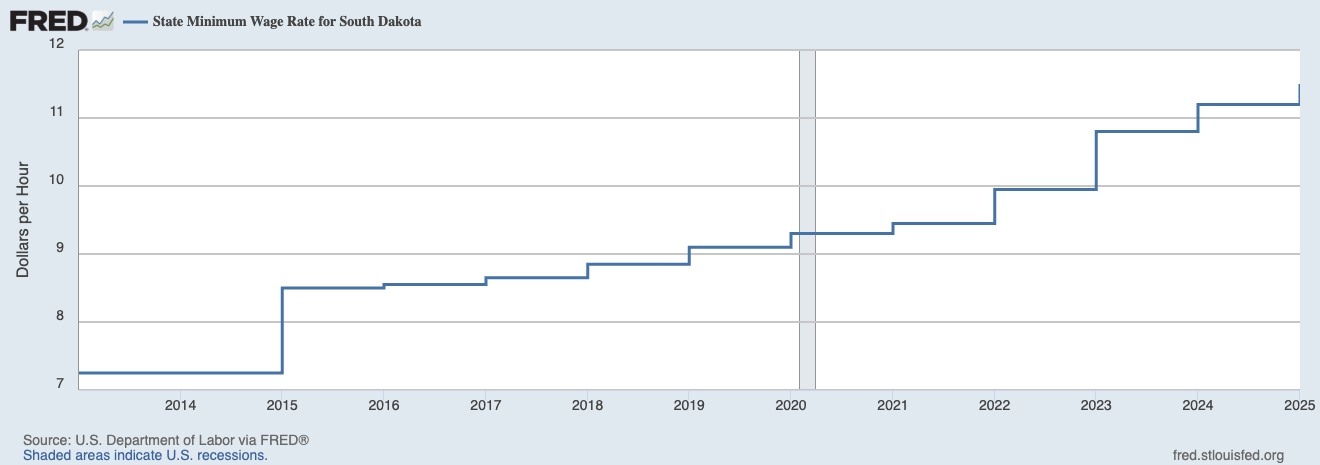 FRED State Minimum Wage Rate for South Dakota
12
11
10
9
8
7
Dollars per Hour
2014 2015 2016 2017 2018 2019 2020 2021 2022 2023 2024 2025
Source: U.S. Department of Labor via FRED®
Shaded areas indicate U.S. recessions.
fred.stlouisfed.org